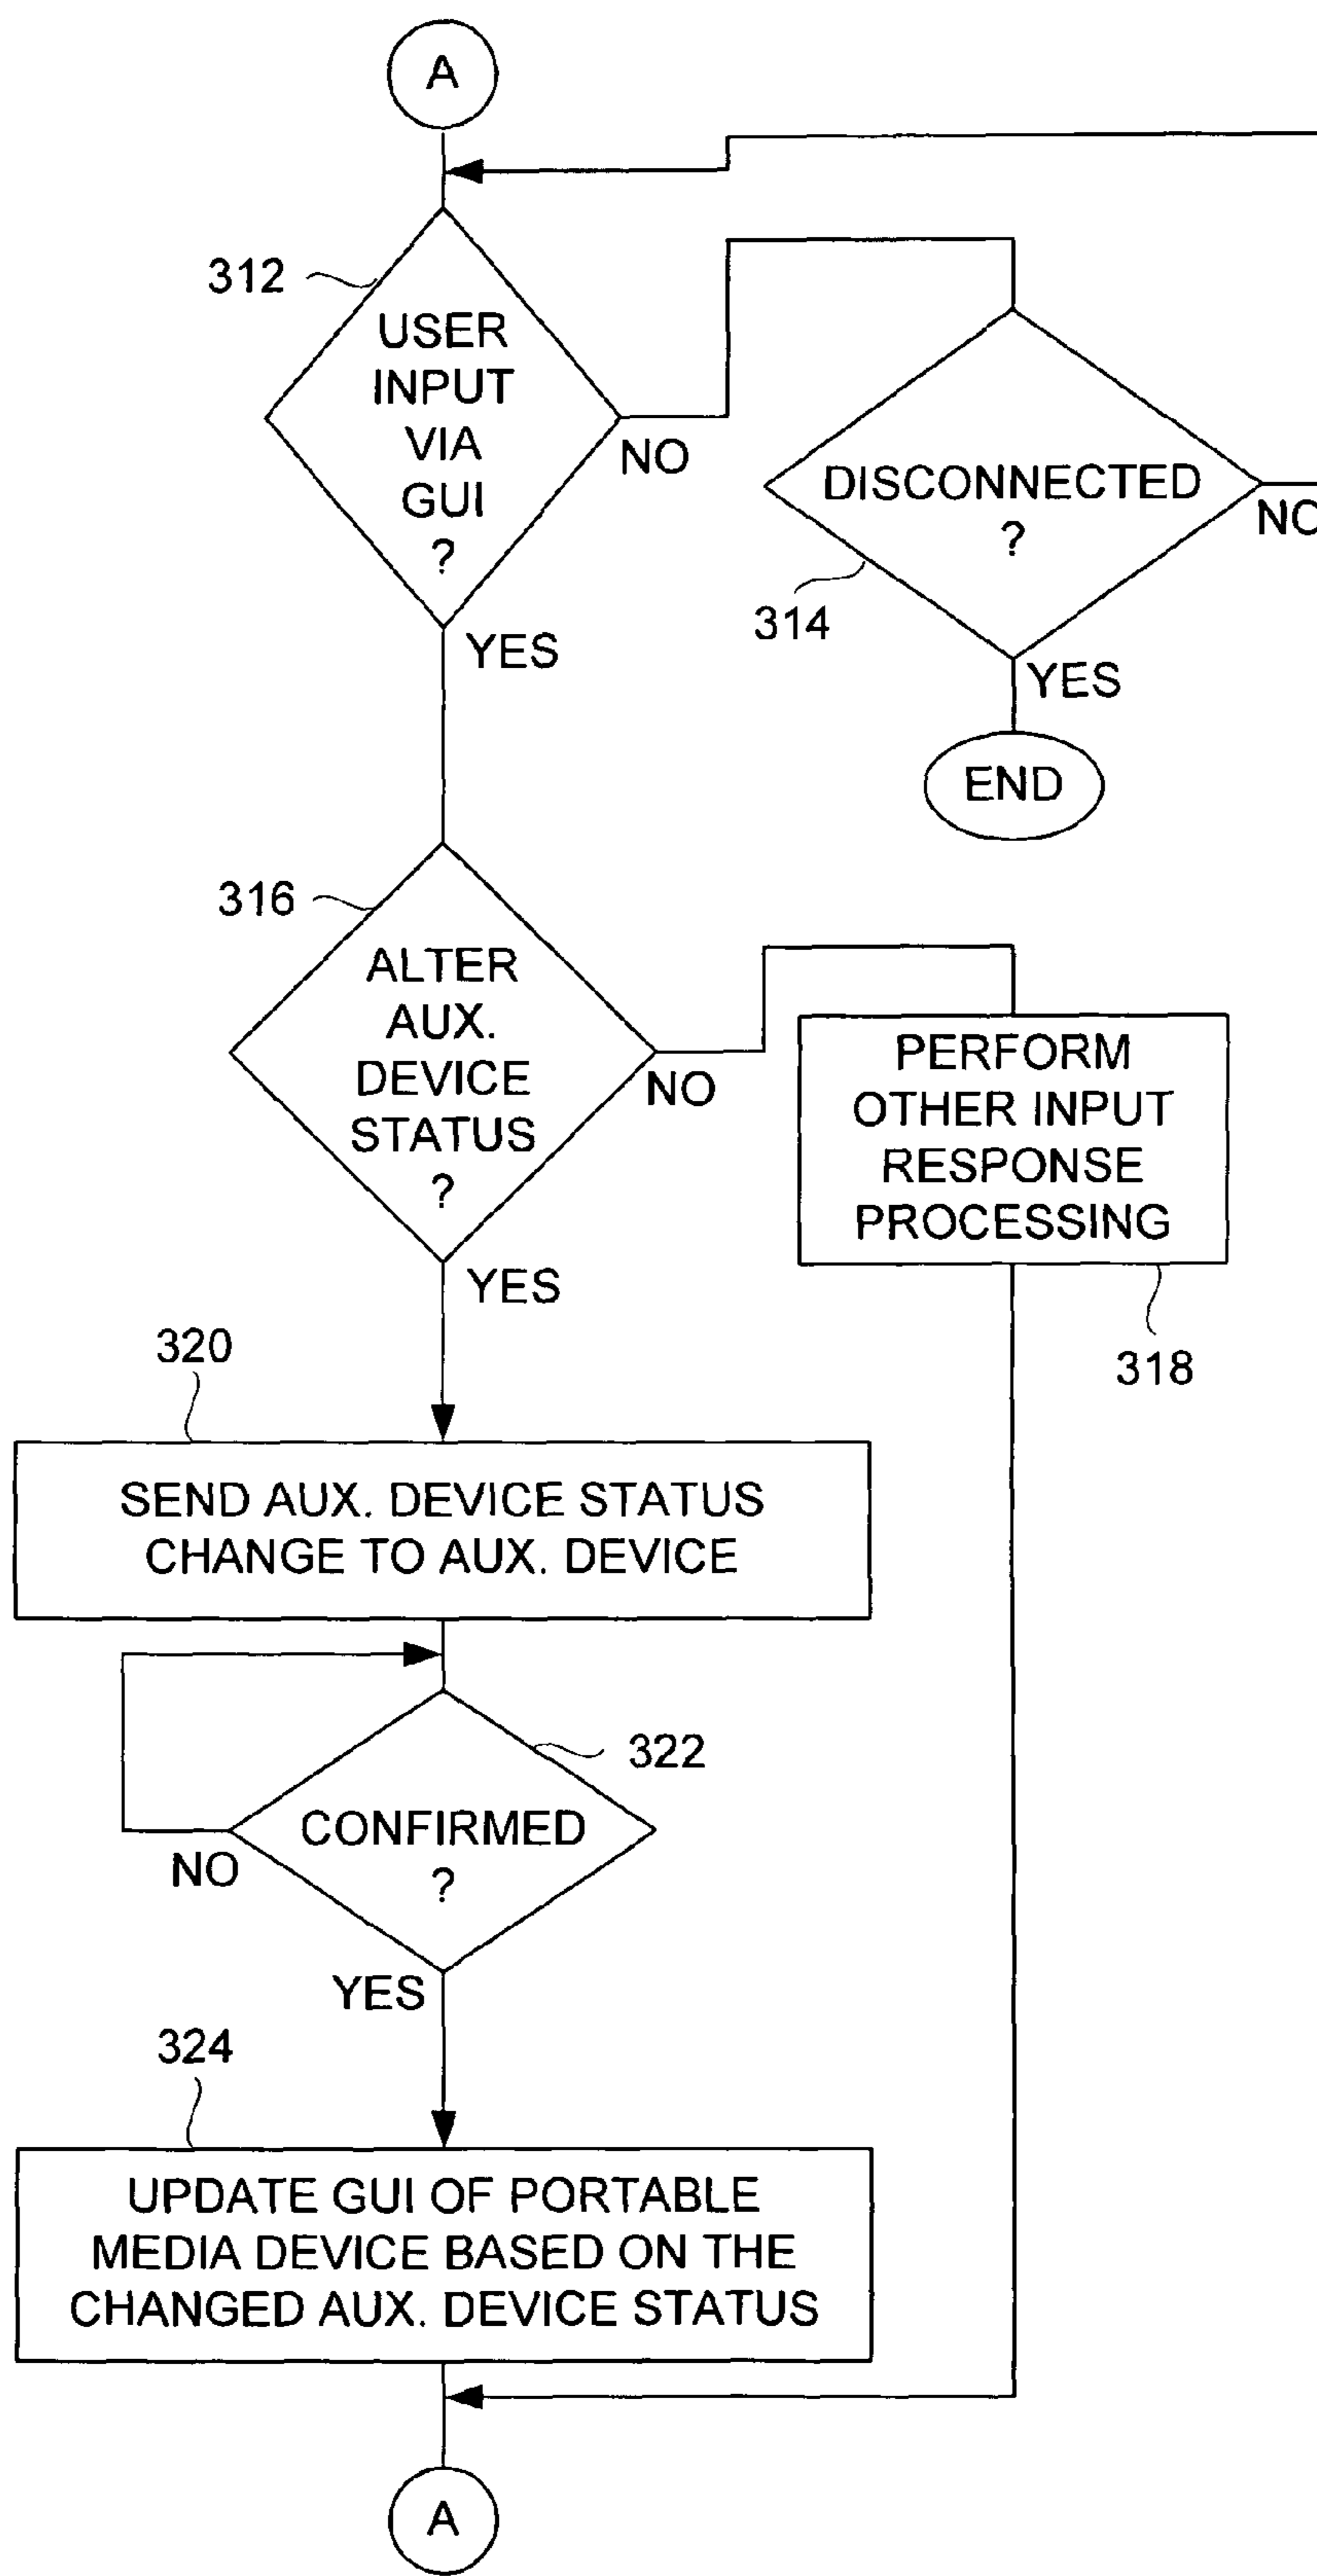 A
312
USER
INPUT
VIA
GUI
?
NO
YES
DISCONNECTED
?
NO
314
YES
END
316
ALTER
AUX.
DEVICE
STATUS
?
NO
YES
PERFORM
OTHER INPUT
RESPONSE
PROCESSING
318
320
SEND AUX. DEVICE STATUS
CHANGE TO AUX. DEVICE
322
CONFIRMED
?
NO
YES
324
UPDATE GUI OF PORTABLE
MEDIA DEVICE BASED ON THE
CHANGED AUX. DEVICE STATUS
A